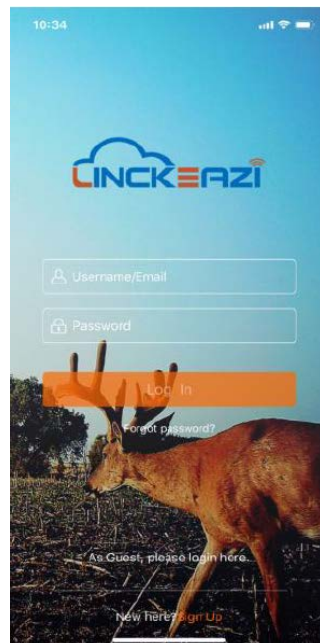 10:34
LINCKEAZI
Username/Email
Password
Log In
Forgot password?
As Guest, please login here.
New here?Sign Up